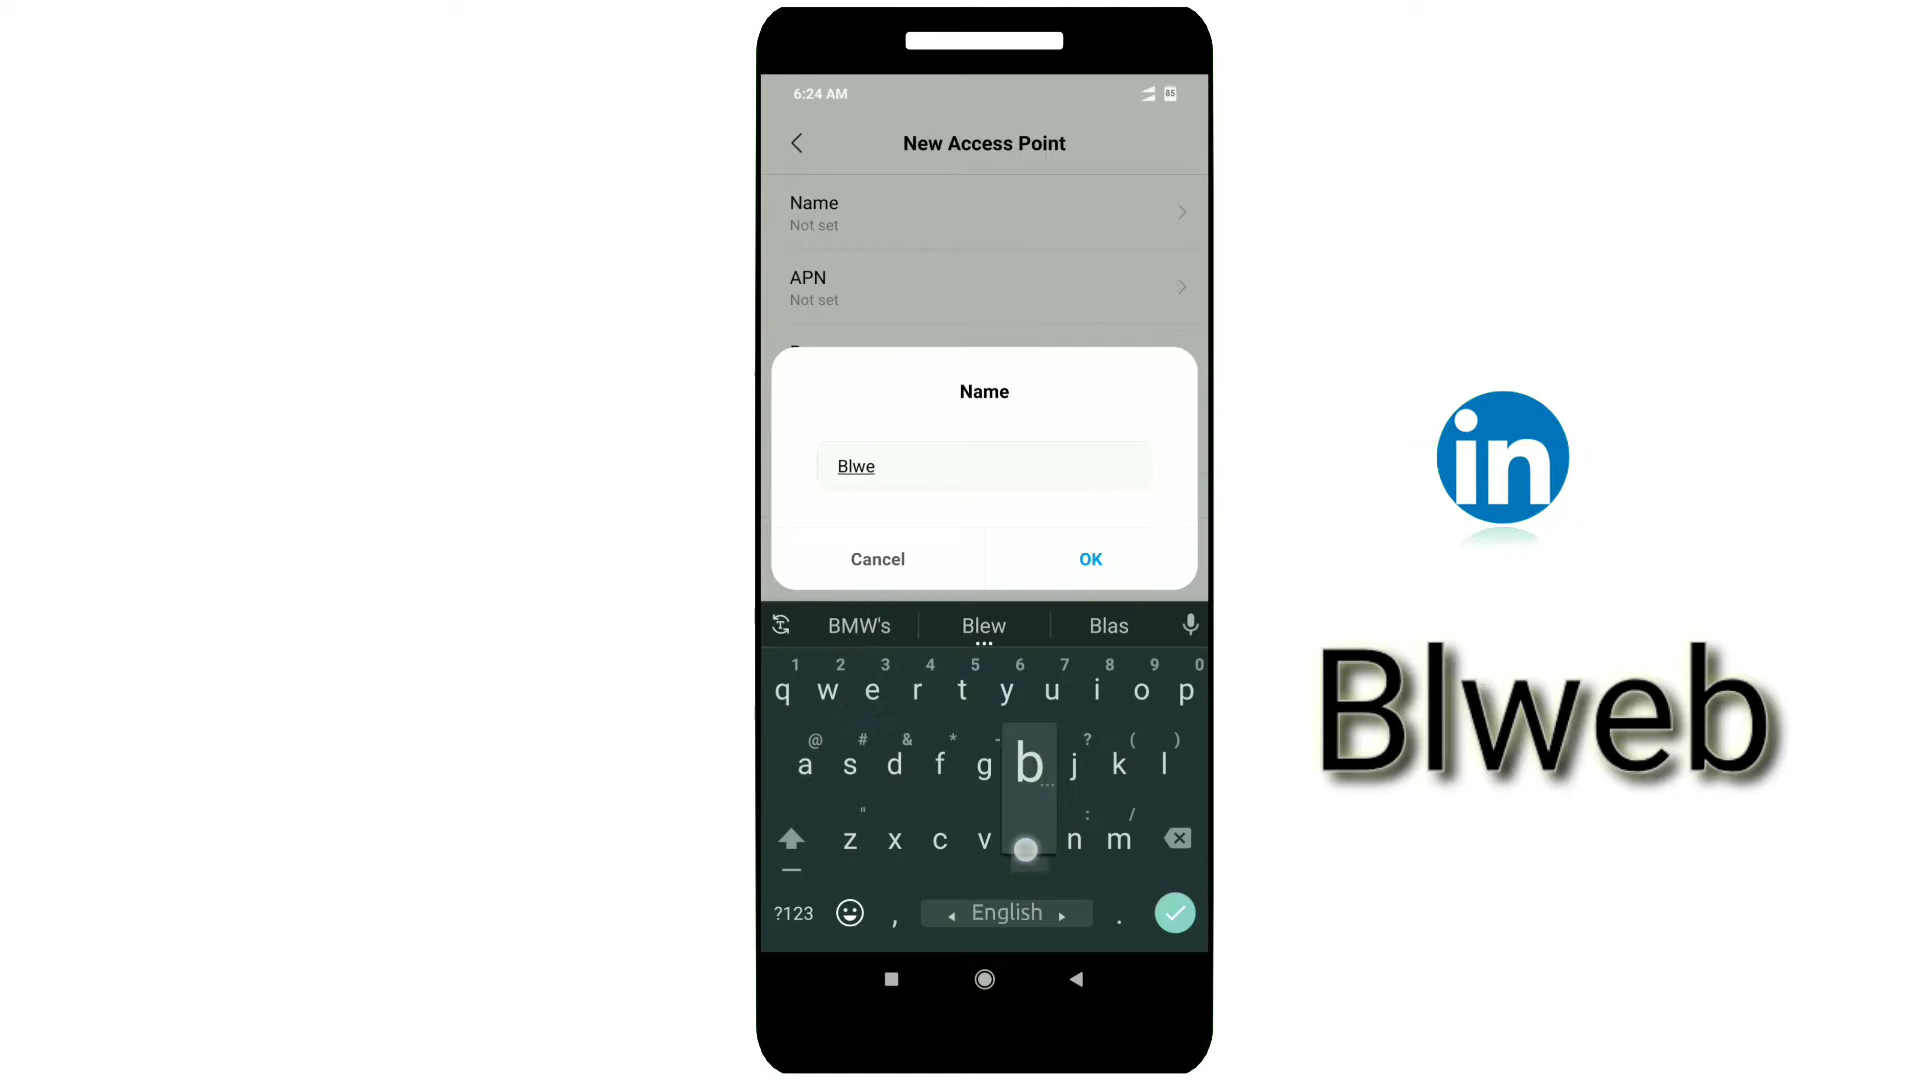 6:24 AM
85
New Access Point
Name
Not set
APN
Not set
Name
Blwe
Cancel
OK
BMW's
Blew
Blas
1 2 3 4 5 6 7 8 9 0
q w e r t y u i o p
@ # & * - ? ( )
a s d f g b j k l
" : /
z x c v n m
?123 , English .
in
Blweb